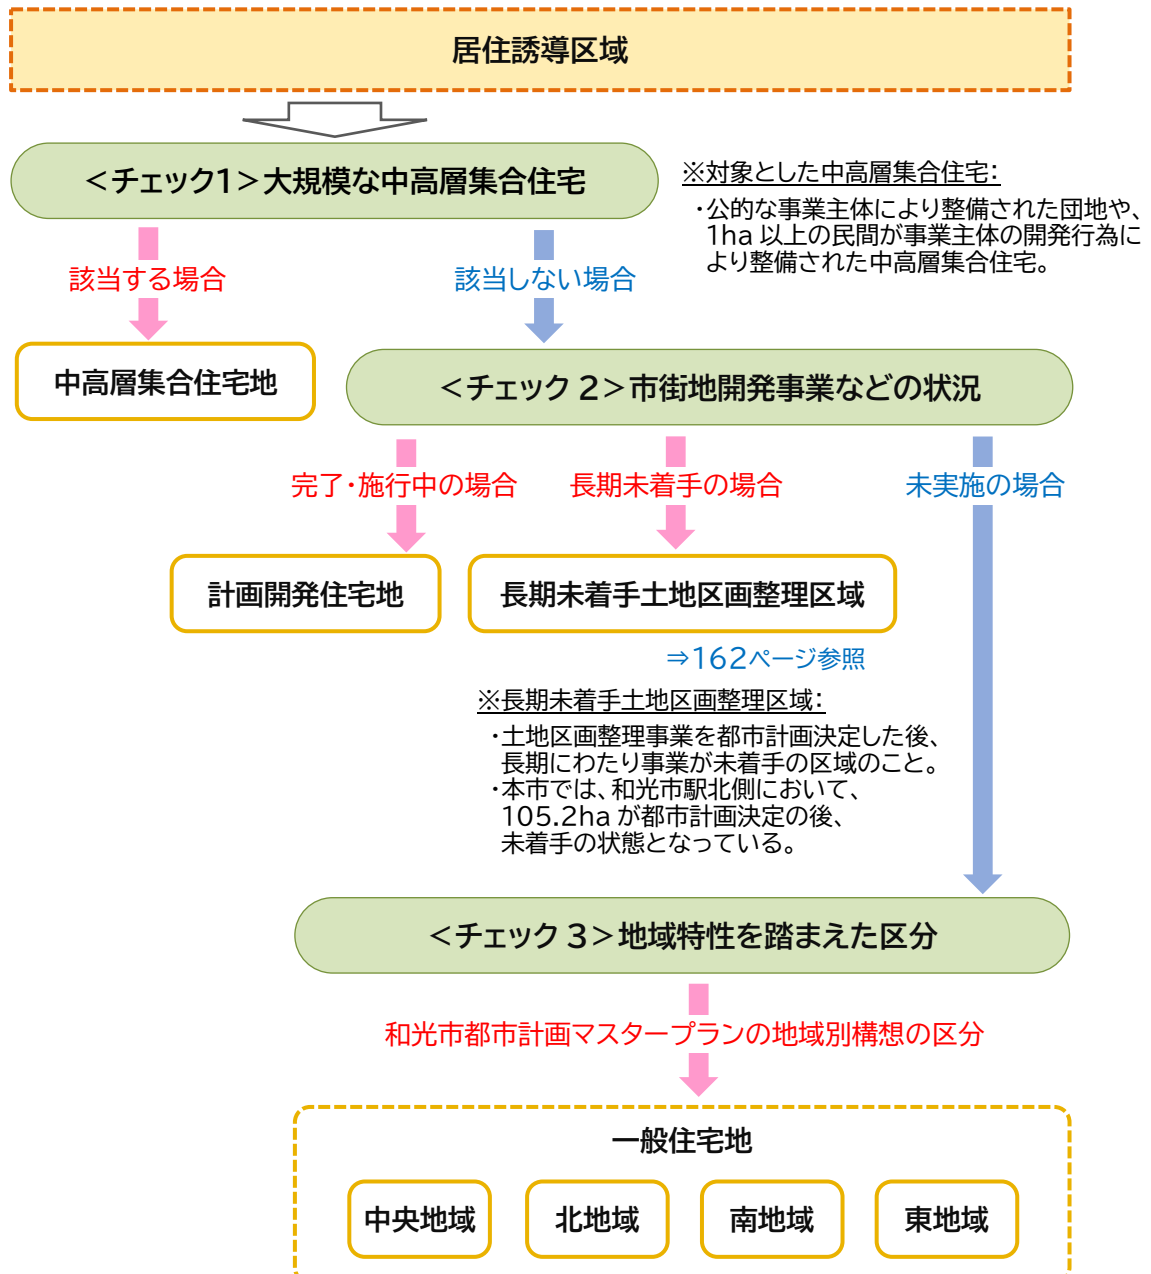 居住誘導区域
＜チェック1＞大規模な中高層集合住宅
※対象とした中高層集合住宅：
・公的な事業主体により整備された団地や、
1ha 以上の民間が事業主体の開発行為に
より整備された中高層集合住宅。
該当する場合
該当しない場合
中高層集合住宅地
＜チェック 2＞市街地開発事業などの状況
完了・施行中の場合
長期未着手の場合
未実施の場合
計画開発住宅地
長期未着手土地区画整理区域
⇒162ページ参照
※長期未着手土地区画整理区域：
・土地区画整理事業を都市計画決定した後、
長期にわたり事業が未着手の区域のこと。
・本市では、和光市駅北側において、
105.2ha が都市計画決定の後、
未着手の状態となっている。
＜チェック 3＞地域特性を踏まえた区分
和光市都市計画マスタープランの地域別構想の区分
一般住宅地
中央地域
北地域
南地域
東地域